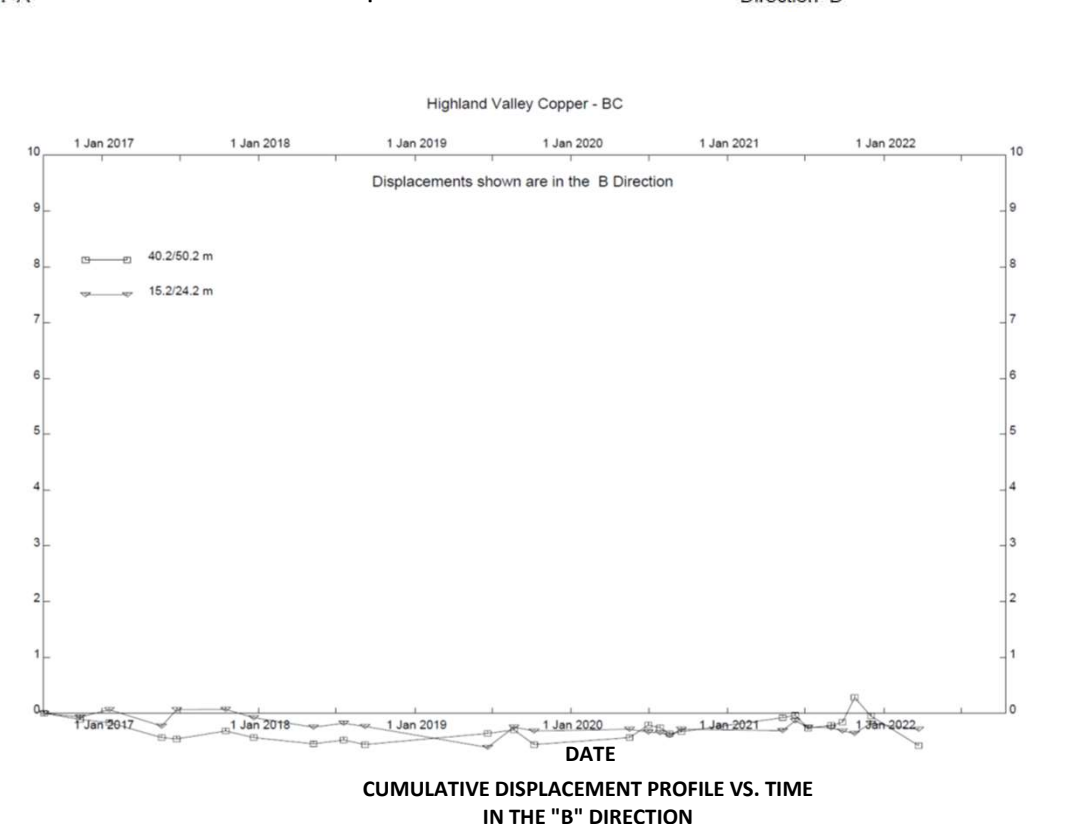 Highland Valley Copper - BC
1 Jan 2017 1 Jan 2018 1 Jan 2019 1 Jan 2020 1 Jan 2021 1 Jan 2022
10 10
Displacements shown are in the B Direction
9 9
40.2/50.2 m
8 8
15.2/24.2 m
7 7
6 6
5 5
4 4
3 3
2 2
1 1
0 0
1 Jan 2017 1 Jan 2018 1 Jan 2019 1 Jan 2020 1 Jan 2021 1 Jan 2022
DATE
CUMULATIVE DISPLACEMENT PROFILE VS. TIME
IN THE "B" DIRECTION